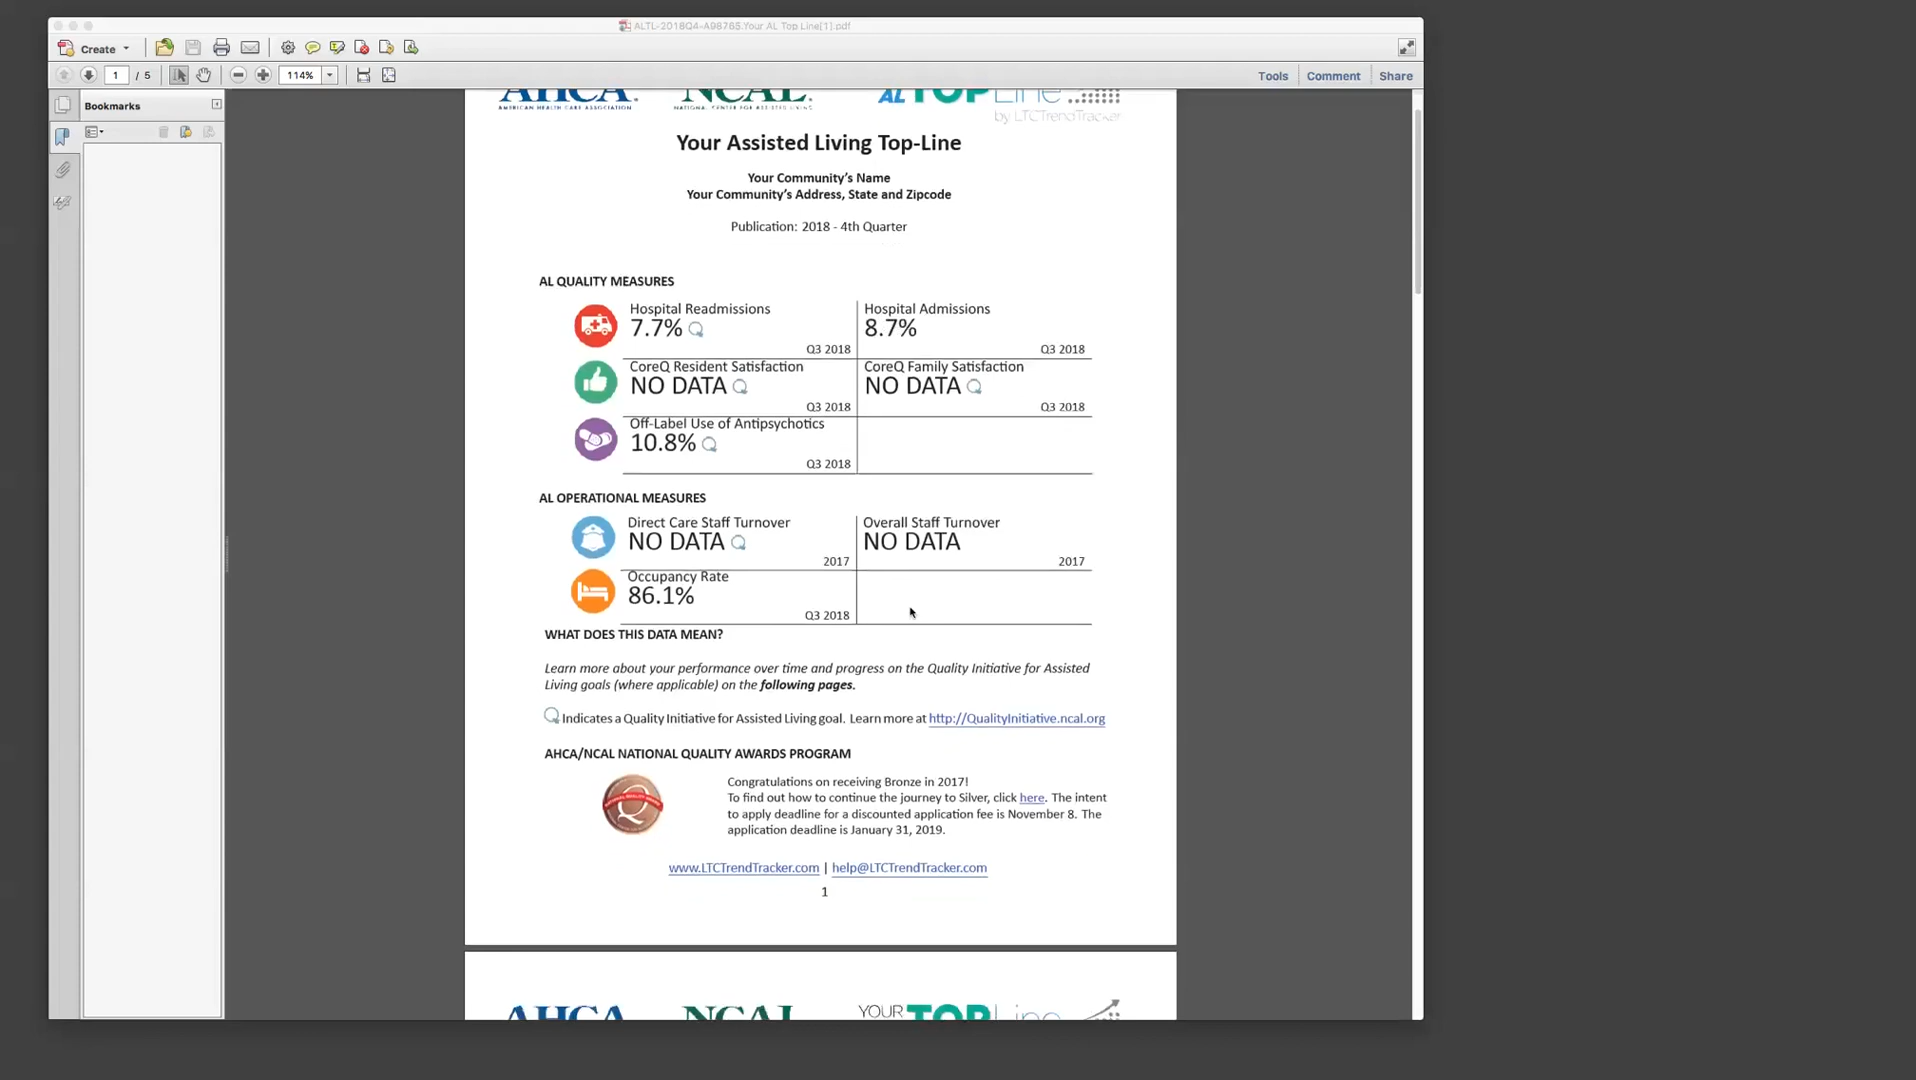 ALTL-2018Q4-A98765.Your AL Top Line[1].pdf
Create
1 / 5 114% Tools Comment Share
Bookmarks
AHCA NCAL AL TOPLine
AMERICAN HEALTH CARE ASSOCIATION NATIONAL CENTER FOR ASSISTED LIVING by LTCTrendTracker
Your Assisted Living Top-Line
Your Community's Name
Your Community's Address, State and Zipcode
Publication: 2018 - 4th Quarter
AL QUALITY MEASURES
Hospital Readmissions
7.7%
Q3 2018
Hospital Admissions
8.7%
Q3 2018
CoreQ Resident Satisfaction
NO DATA
Q3 2018
CoreQ Family Satisfaction
NO DATA
Q3 2018
Off-Label Use of Antipsychotics
10.8%
Q3 2018
AL OPERATIONAL MEASURES
Direct Care Staff Turnover
NO DATA
2017
Overall Staff Turnover
NO DATA
2017
Occupancy Rate
86.1%
Q3 2018
WHAT DOES THIS DATA MEAN?
Learn more about your performance over time and progress on the Quality Initiative for Assisted
Living goals (where applicable) on the following pages.
Indicates a Quality Initiative for Assisted Living goal. Learn more at http://QualityInitiative.ncal.org
AHCA/NCAL NATIONAL QUALITY AWARDS PROGRAM
Congratulations on receiving Bronze in 2017!
To find out how to continue the journey to Silver, click here. The intent
to apply deadline for a discounted application fee is November 8. The
application deadline is January 31, 2019.
www.LTCTrendTracker.com | help@LTCTrendTracker.com
1
AHCA NCAL YOUR TOPLine